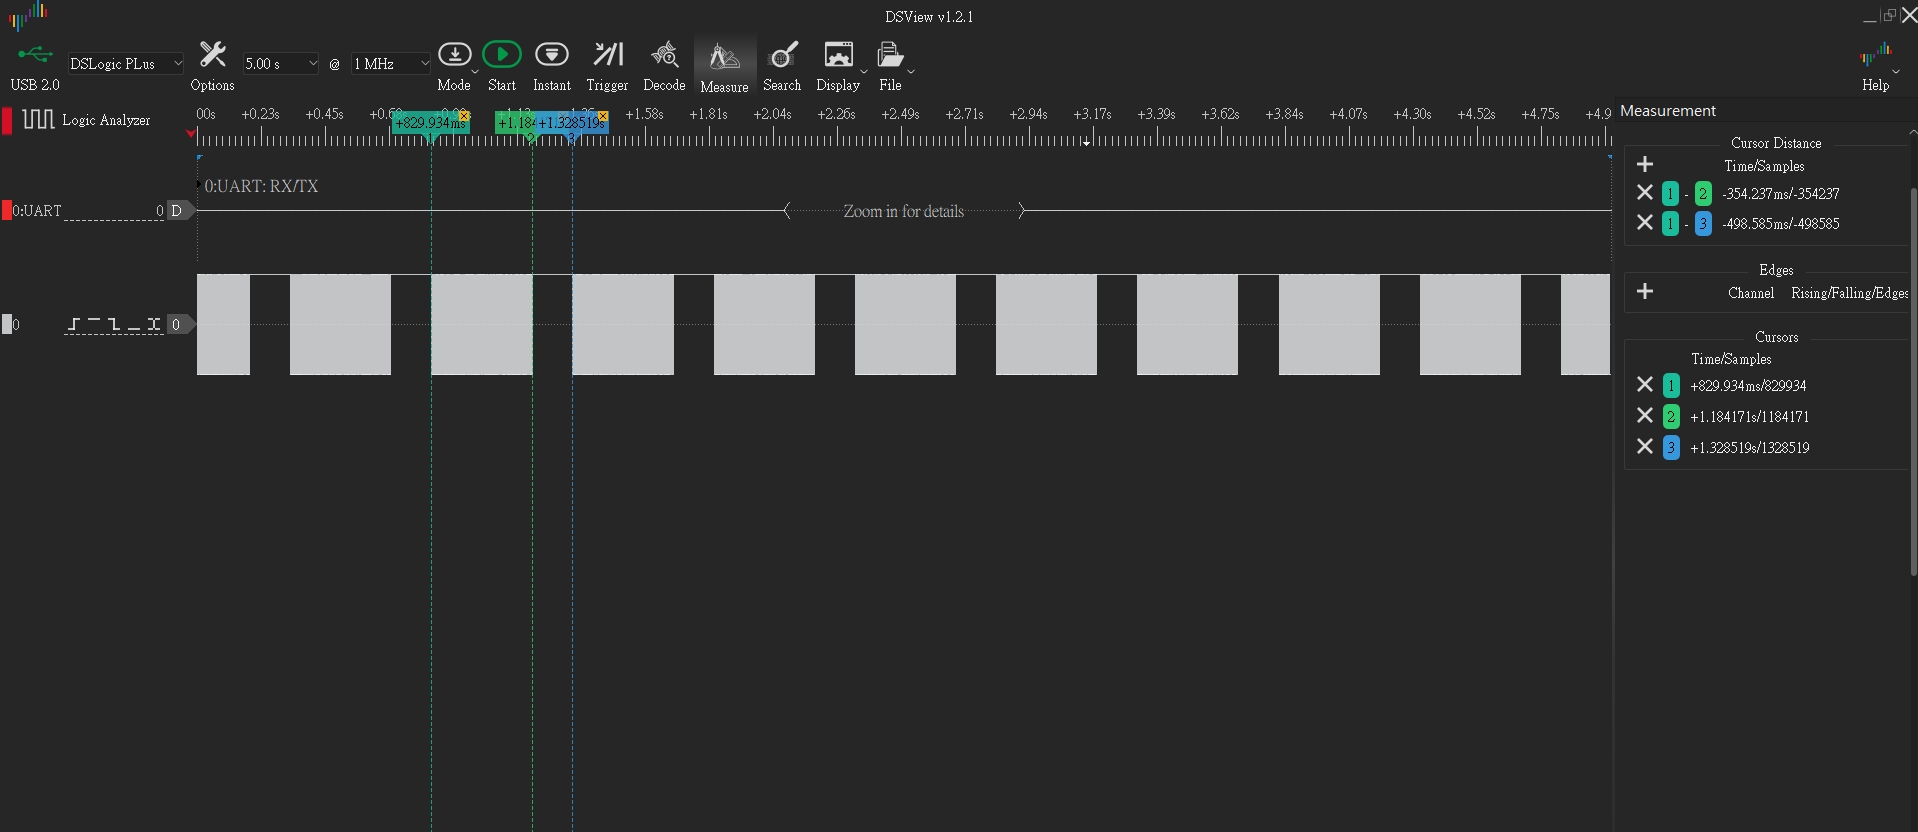 DSView v1.2.1
DSLogic PLus
5.00 s
@
1 MHz
USB 2.0
Options
Mode
Start
Instant
Trigger
Decode
Measure
Search
Display
File
Help
Logic Analyzer
00s +0.23s +0.45s +1.58s +1.81s +2.04s +2.26s +2.49s +2.71s +2.94s +3.17s +3.39s +3.62s +3.84s +4.07s +4.30s +4.52s +4.75s +4.9
+829.934ms
+1.184
+1.328519s
0:UART: RX/TX
0:UART
0
D
Zoom in for details
0
0
Measurement
Cursor Distance
Time/Samples
1 - 2 -354.237ms/-354237
1 - 3 -498.585ms/-498585
Edges
Channel Rising/Falling/Edges
Cursors
Time/Samples
1 +829.934ms/829934
2 +1.184171s/1184171
3 +1.328519s/1328519